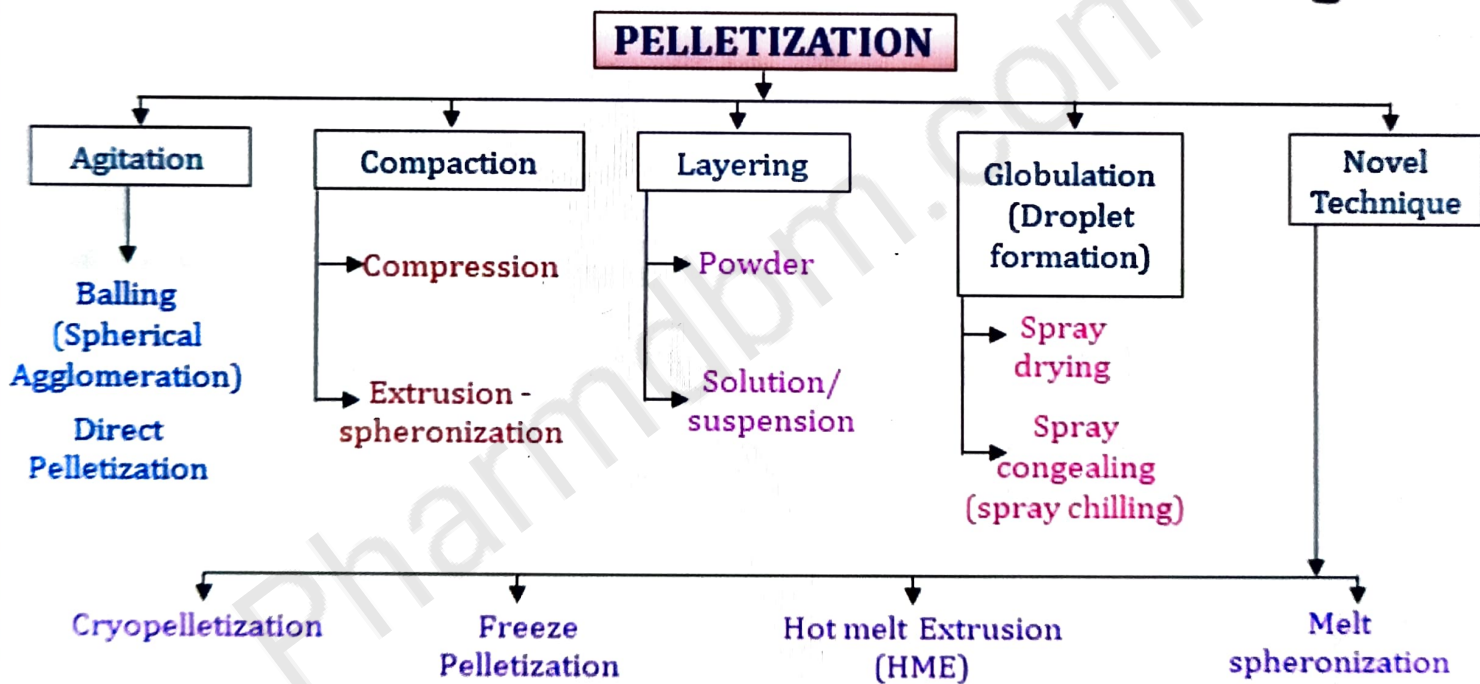 PELLETIZATION
Agitation
Compaction
Layering
Globulation
(Droplet
formation)
Novel
Technique
Balling
(Spherical
Agglomeration)
Direct
Pelletization
Compression
Extrusion -
spheronization
Powder
Solution/
suspension
Spray
drying
Spray
congealing
(spray chilling)
Cryopelletization
Freeze
Pelletization
Hot melt Extrusion
(HME)
Melt
spheronization
Pharmdbm.com